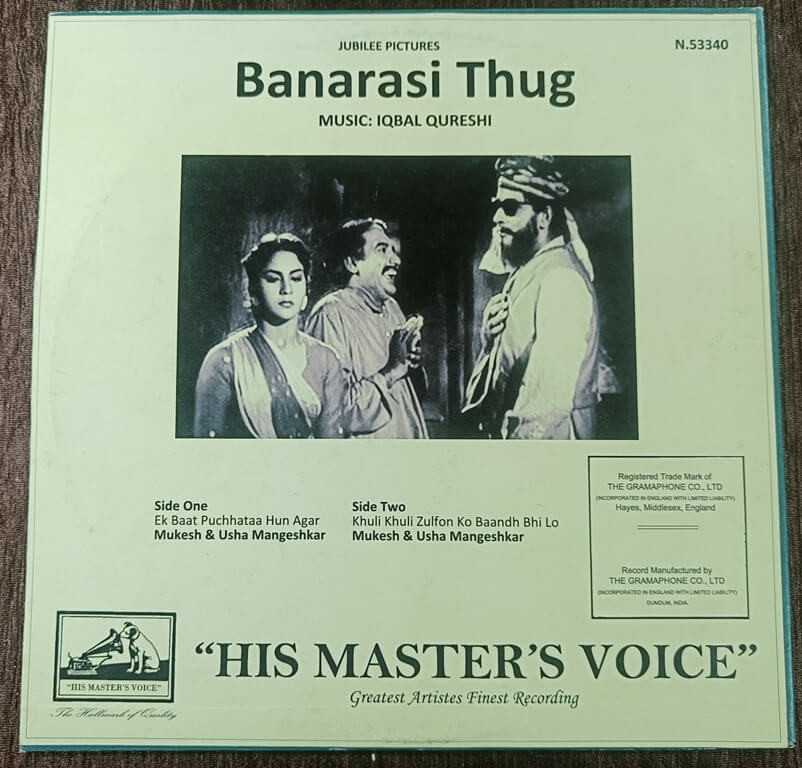 JUBILEE PICTURES
N.53340
Banarasi Thug
MUSIC: IQBAL QURESHI
Side One
Ek Baat Puchhataa Hun Agar
Mukesh & Usha Mangeshkar
Side Two
Khuli Khuli Zulfon Ko Baandh Bhi Lo
Mukesh & Usha Mangeshkar
Registered Trade Mark of
THE GRAMAPHONE CO., LTD
(INCORPORATED IN ENGLAND WITH LIMITED LIABILITY)
Hayes, Middlesex, England
Record Manufactured by
THE GRAMAPHONE CO., LTD
(INCORPORATED IN ENGLAND WITH LIMITED LIABILITY)
DUMDUM, INDIA.
"HIS MASTER'S VOICE"
The Hallmark of Quality
"HIS MASTER'S VOICE"
Greatest Artistes Finest Recording